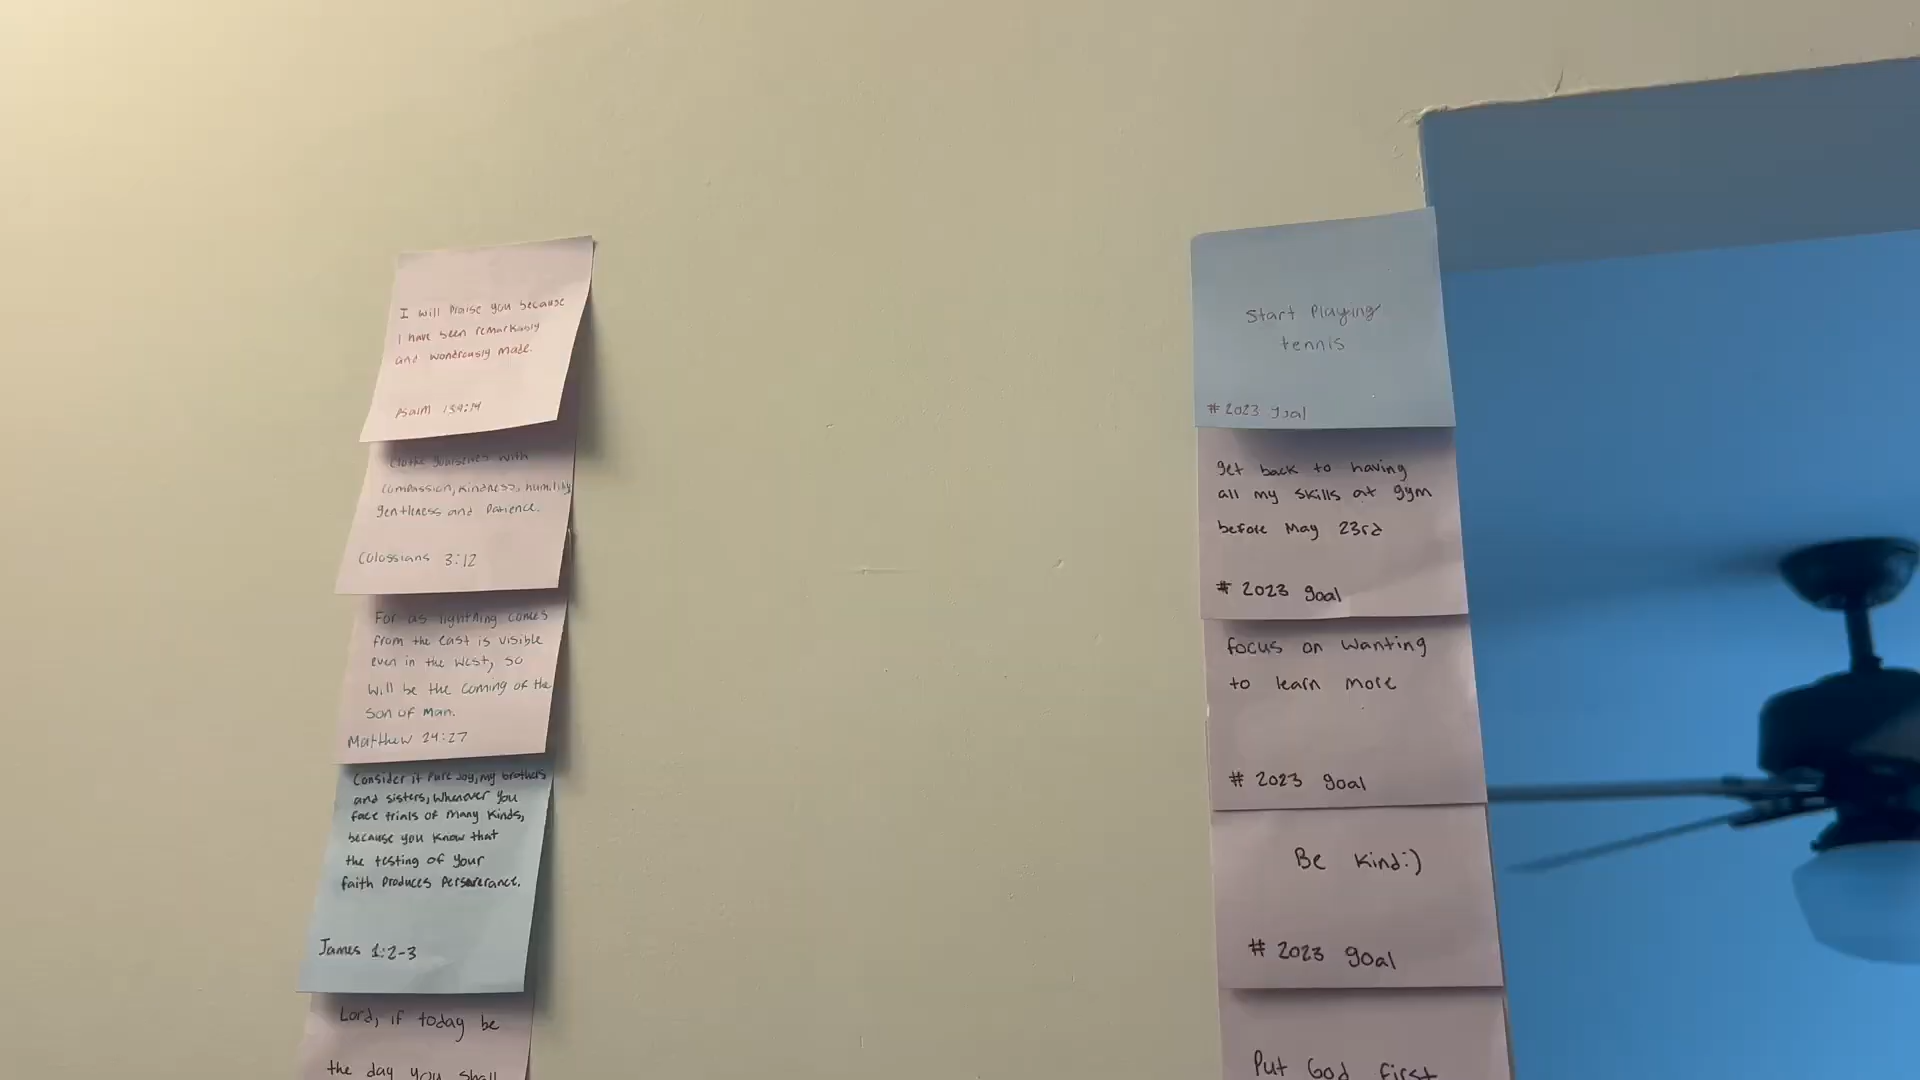 I will praise you because
I have been remarkably
and wondrously made.
Psalm 139:14
Clothe yourselves with
compassion, kindness, humility
gentleness and patience.
Colossians 3:12
For as lightning comes
from the east is visible
even in the west, so
will be the coming of the
son of man.
Matthew 24:27
Consider it pure joy, my brothers
and sisters, whenever you
face trials of many kinds,
because you know that
the testing of your
faith produces perserverance.
James 1:2-3
Lord, if today be
the day you shall
Start playing
tennis
# 2023 goal
get back to having
all my skills at gym
before May 23rd
# 2023 goal
focus on wanting
to learn more
# 2023 goal
Be kind:)
# 2023 goal
Put God first